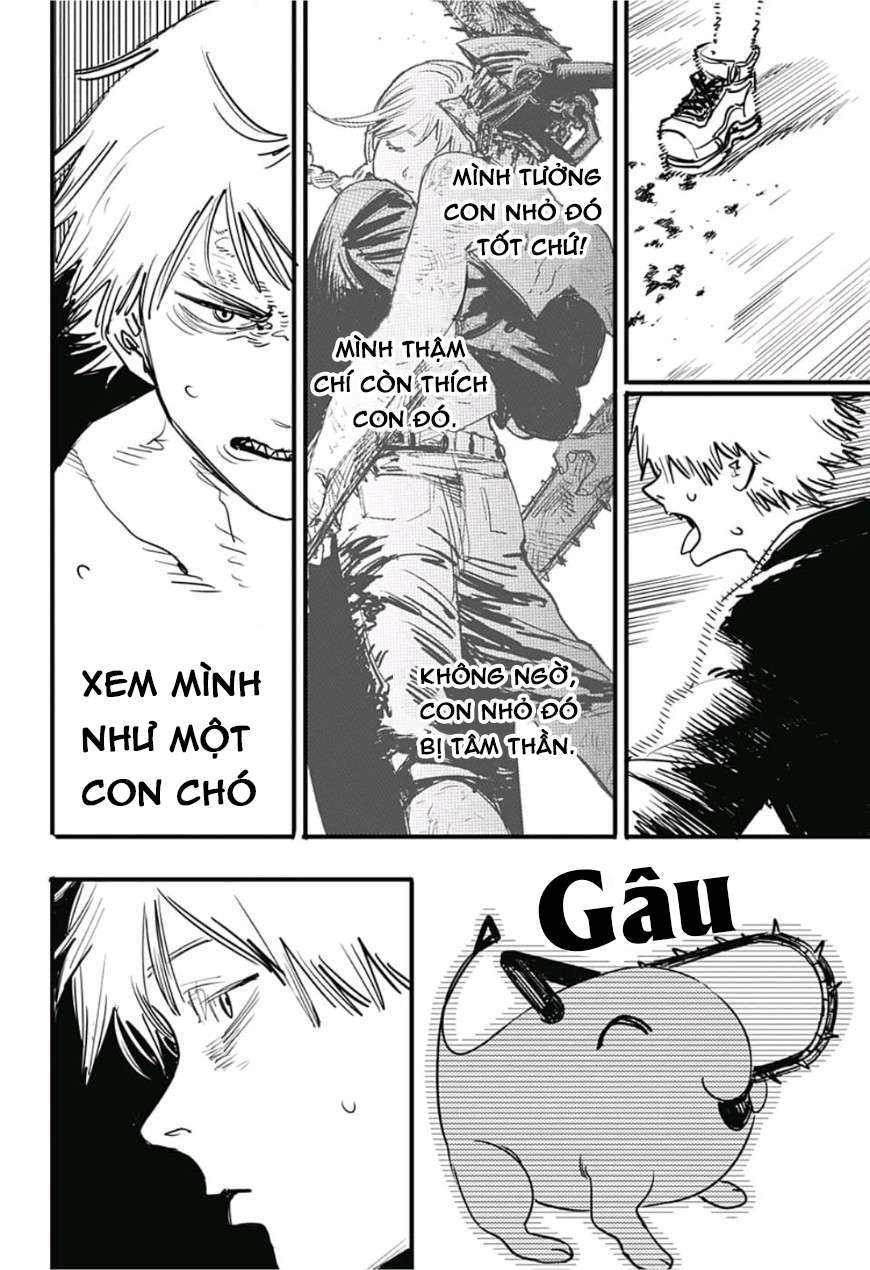 MÌNH TƯỞNG
CON NHỎ ĐÓ
TỐT CHỨ!
MÌNH THẬM
CHÍ CÒN THÍCH
CON ĐÓ.
KHÔNG NGỜ,
CON NHỎ ĐÓ
BỊ TÂM THẦN.
XEM MÌNH
NHƯ MỘT
CON CHÓ
Gâu